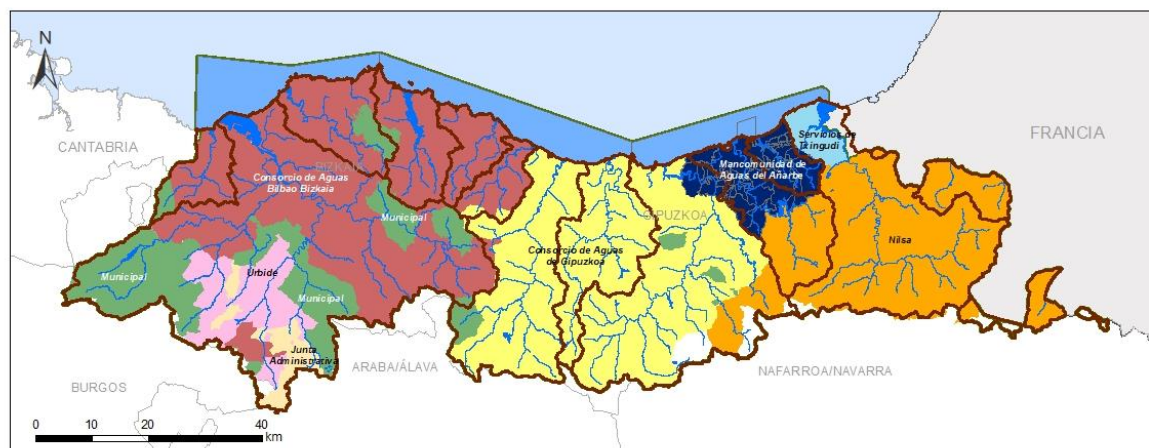 N
CANTABRIA
BIZKAIA
Consorcio de Aguas
Bilbao Bizkaia
Municipal
Municipal
Urbide
Municipal
Junta
Administrativa
BURGOS
ARABA/ÁLAVA
Consorcio de Aguas
de Gipuzkoa
GIPUZKOA
Mancomunidad de
Aguas del Añarbe
Servicios de
Txingudi
FRANCIA
Nilsa
NAFARROA/NAVARRA
0 10 20 40
km